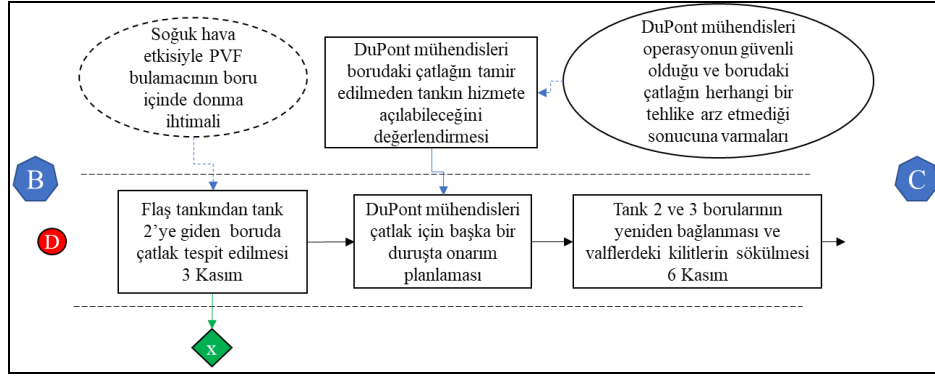 Soğuk hava
etkisiyle PVF
bulamacının boru
içinde donma
ihtimali
DuPont mühendisleri
borudaki çatlağın tamir
edilmeden tankın hizmete
açılabileceğini
değerlendirmesi
DuPont mühendisleri
operasyonun güvenli
olduğu ve borudaki
çatlağın herhangi bir
tehlike arz etmediği
sonucuna varmaları
B
C
D
Flaş tankından tank
2’ye giden boruda
çatlak tespit edilmesi
3 Kasım
DuPont mühendisleri
çatlak için başka bir
duruşta onarım
planlaması
Tank 2 ve 3 borularının
yeniden bağlanması ve
valflerdeki kilitlerin sökülmesi
6 Kasım
x